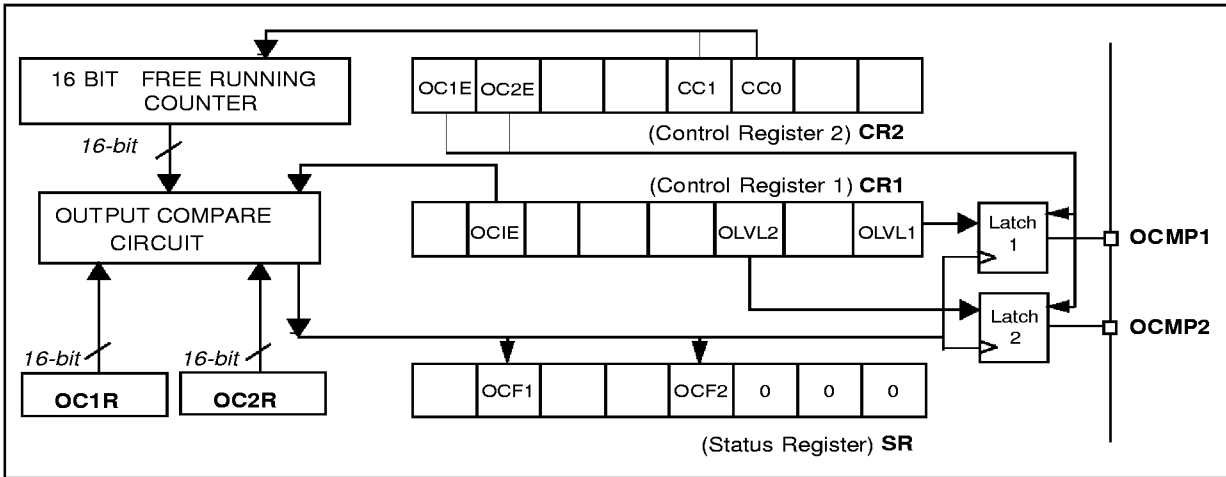 16 BIT FREE RUNNING
COUNTER
OC1E OC2E CC1 CC0
(Control Register 2) CR2
16-bit
(Control Register 1) CR1
OUTPUT COMPARE
CIRCUIT
OCIE OLVL2 OLVL1
Latch
1
OCMP1
Latch
2
OCMP2
16-bit
16-bit
OC1R
OC2R
OCF1 OCF2 0 0 0
(Status Register) SR